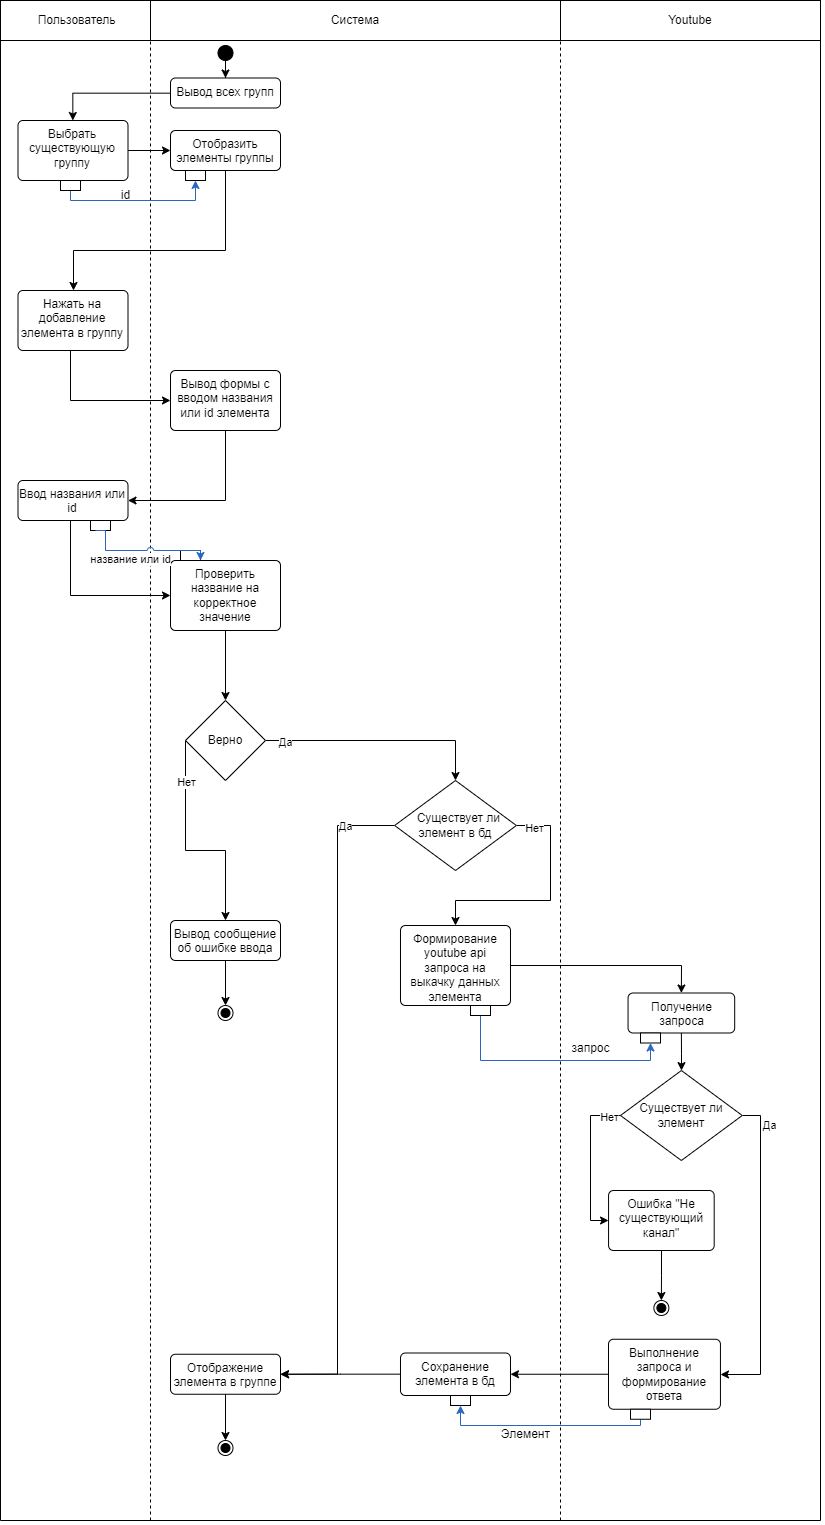 Пользователь
Система
Youtube
Вывод всех групп
Выбрать
существующую
группу
Отобразить
элементы группы
id
Нажать на
добавление
элемента в группу
Вывод формы с
вводом названия
или id элемента
Ввод названия или
id
название или id
Проверить
название на
корректное
значение
Верно
Да
Нет
Существует ли
элемент в бд
Да
Нет
Вывод сообщение
об ошибке ввода
Формирование
youtube api
запроса на
выкачку данных
элемента
Получение
запроса
запрос
Существует ли
элемент
Нет
Да
Ошибка "Не
существующий
канал"
Отображение
элемента в группе
Сохранение
элемента в бд
Выполнение
запроса и
формирование
ответа
Элемент